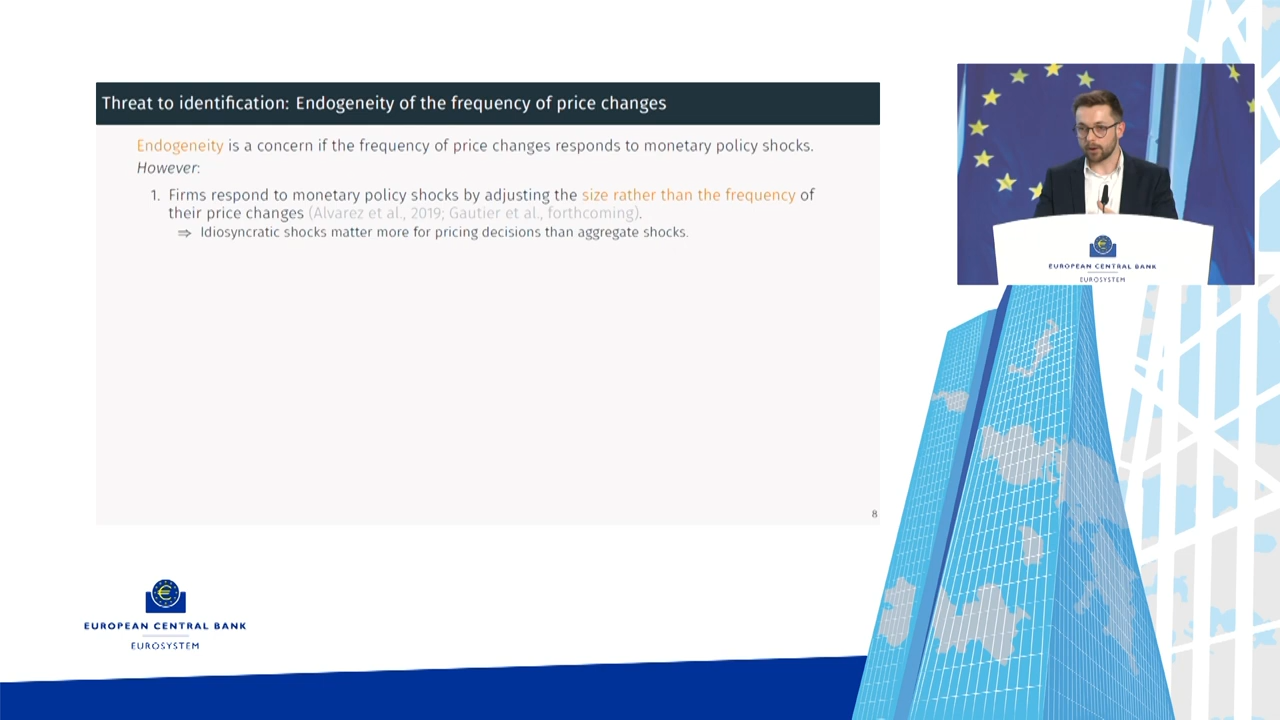 Threat to identification: Endogeneity of the frequency of price changes
Endogeneity is a concern if the frequency of price changes responds to monetary policy shocks.
However:
1. Firms respond to monetary policy shocks by adjusting the size rather than the frequency of
their price changes (Alvarez et al., 2019; Gautier et al., forthcoming).
⇒ Idiosyncratic shocks matter more for pricing decisions than aggregate shocks.
8
EUROPEAN CENTRAL BANK
EUROSYSTEM
EUROPEAN CENTRAL BANK
EUROSYSTEM